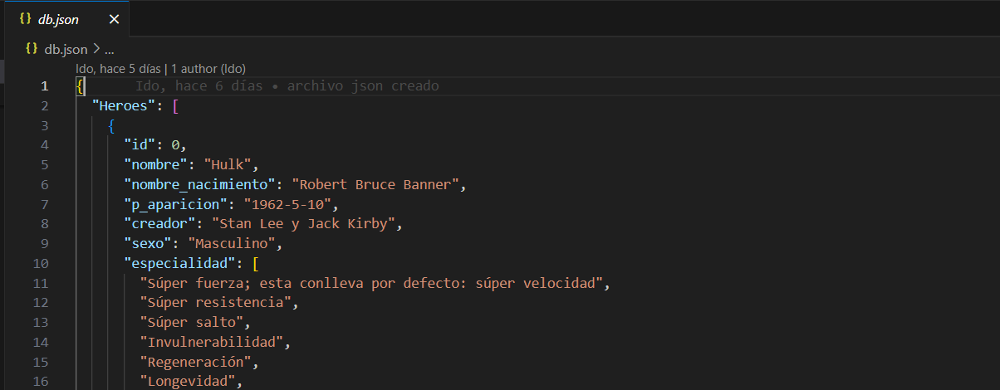 {} db.json ×
{} db.json > ...
Ido, hace 5 días | 1 author (Ido)
1 { Ido, hace 6 días • archivo json creado
2 "Heroes": [
3 {
4 "id": 0,
5 "nombre": "Hulk",
6 "nombre_nacimiento": "Robert Bruce Banner",
7 "p_aparicion": "1962-5-10",
8 "creador": "Stan Lee y Jack Kirby",
9 "sexo": "Masculino",
10 "especialidad": [
11 "Súper fuerza; esta conlleva por defecto: súper velocidad",
12 "Súper resistencia",
13 "Súper salto",
14 "Invulnerabilidad",
15 "Regeneración",
16 "Longevidad",